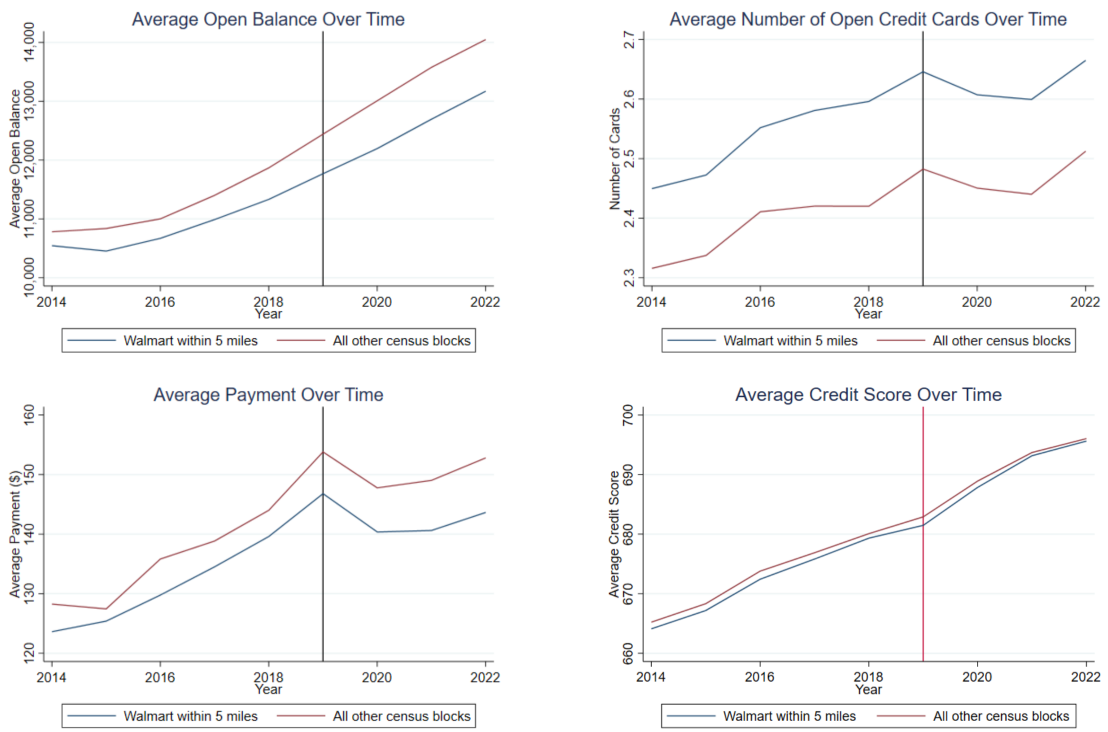 Average Open Balance Over Time
Average Open Balance
14,000
13,000
12,000
11,000
10,000
2014 2016 2018 2020 2022
Year
Walmart within 5 miles All other census blocks
Average Number of Open Credit Cards Over Time
Number of Cards
2.7
2.6
2.5
2.4
2.3
2014 2016 2018 2020 2022
Year
Walmart within 5 miles All other census blocks
Average Payment Over Time
Average Payment ($)
160
150
140
130
120
2014 2016 2018 2020 2022
Year
Walmart within 5 miles All other census blocks
Average Credit Score Over Time
Average Credit Score
700
690
680
670
660
2014 2016 2018 2020 2022
Year
Walmart within 5 miles All other census blocks